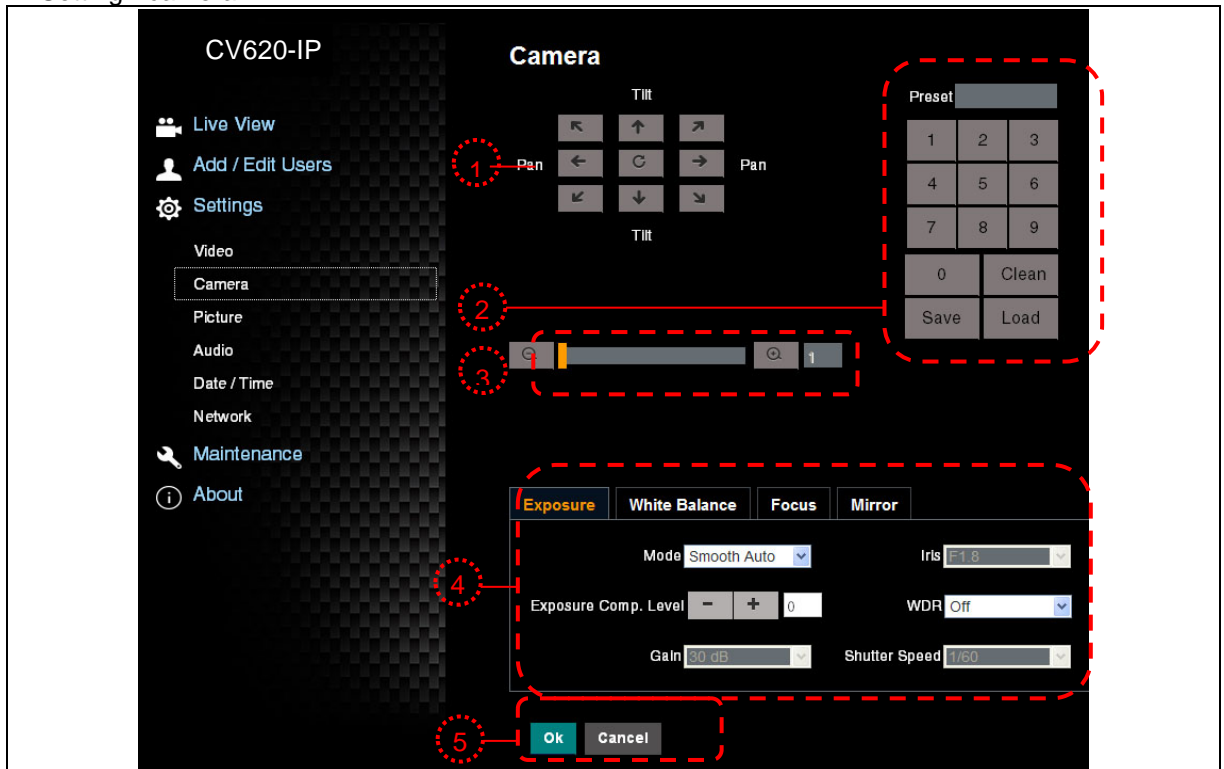 CV620-IP
Live View
Add / Edit Users
Settings
Video
Camera
Picture
Audio
Date / Time
Network
Maintenance
About
Camera
Tilt
Pan
Pan
Tilt
1
2
3
4
5
Preset
1 2 3
4 5 6
7 8 9
0 Clean
Save Load
1
Exposure White Balance Focus Mirror
Mode Smooth Auto Iris F1.8
Exposure Comp. Level - + 0 WDR Off
Gain 30 dB Shutter Speed 1/60
Ok Cancel